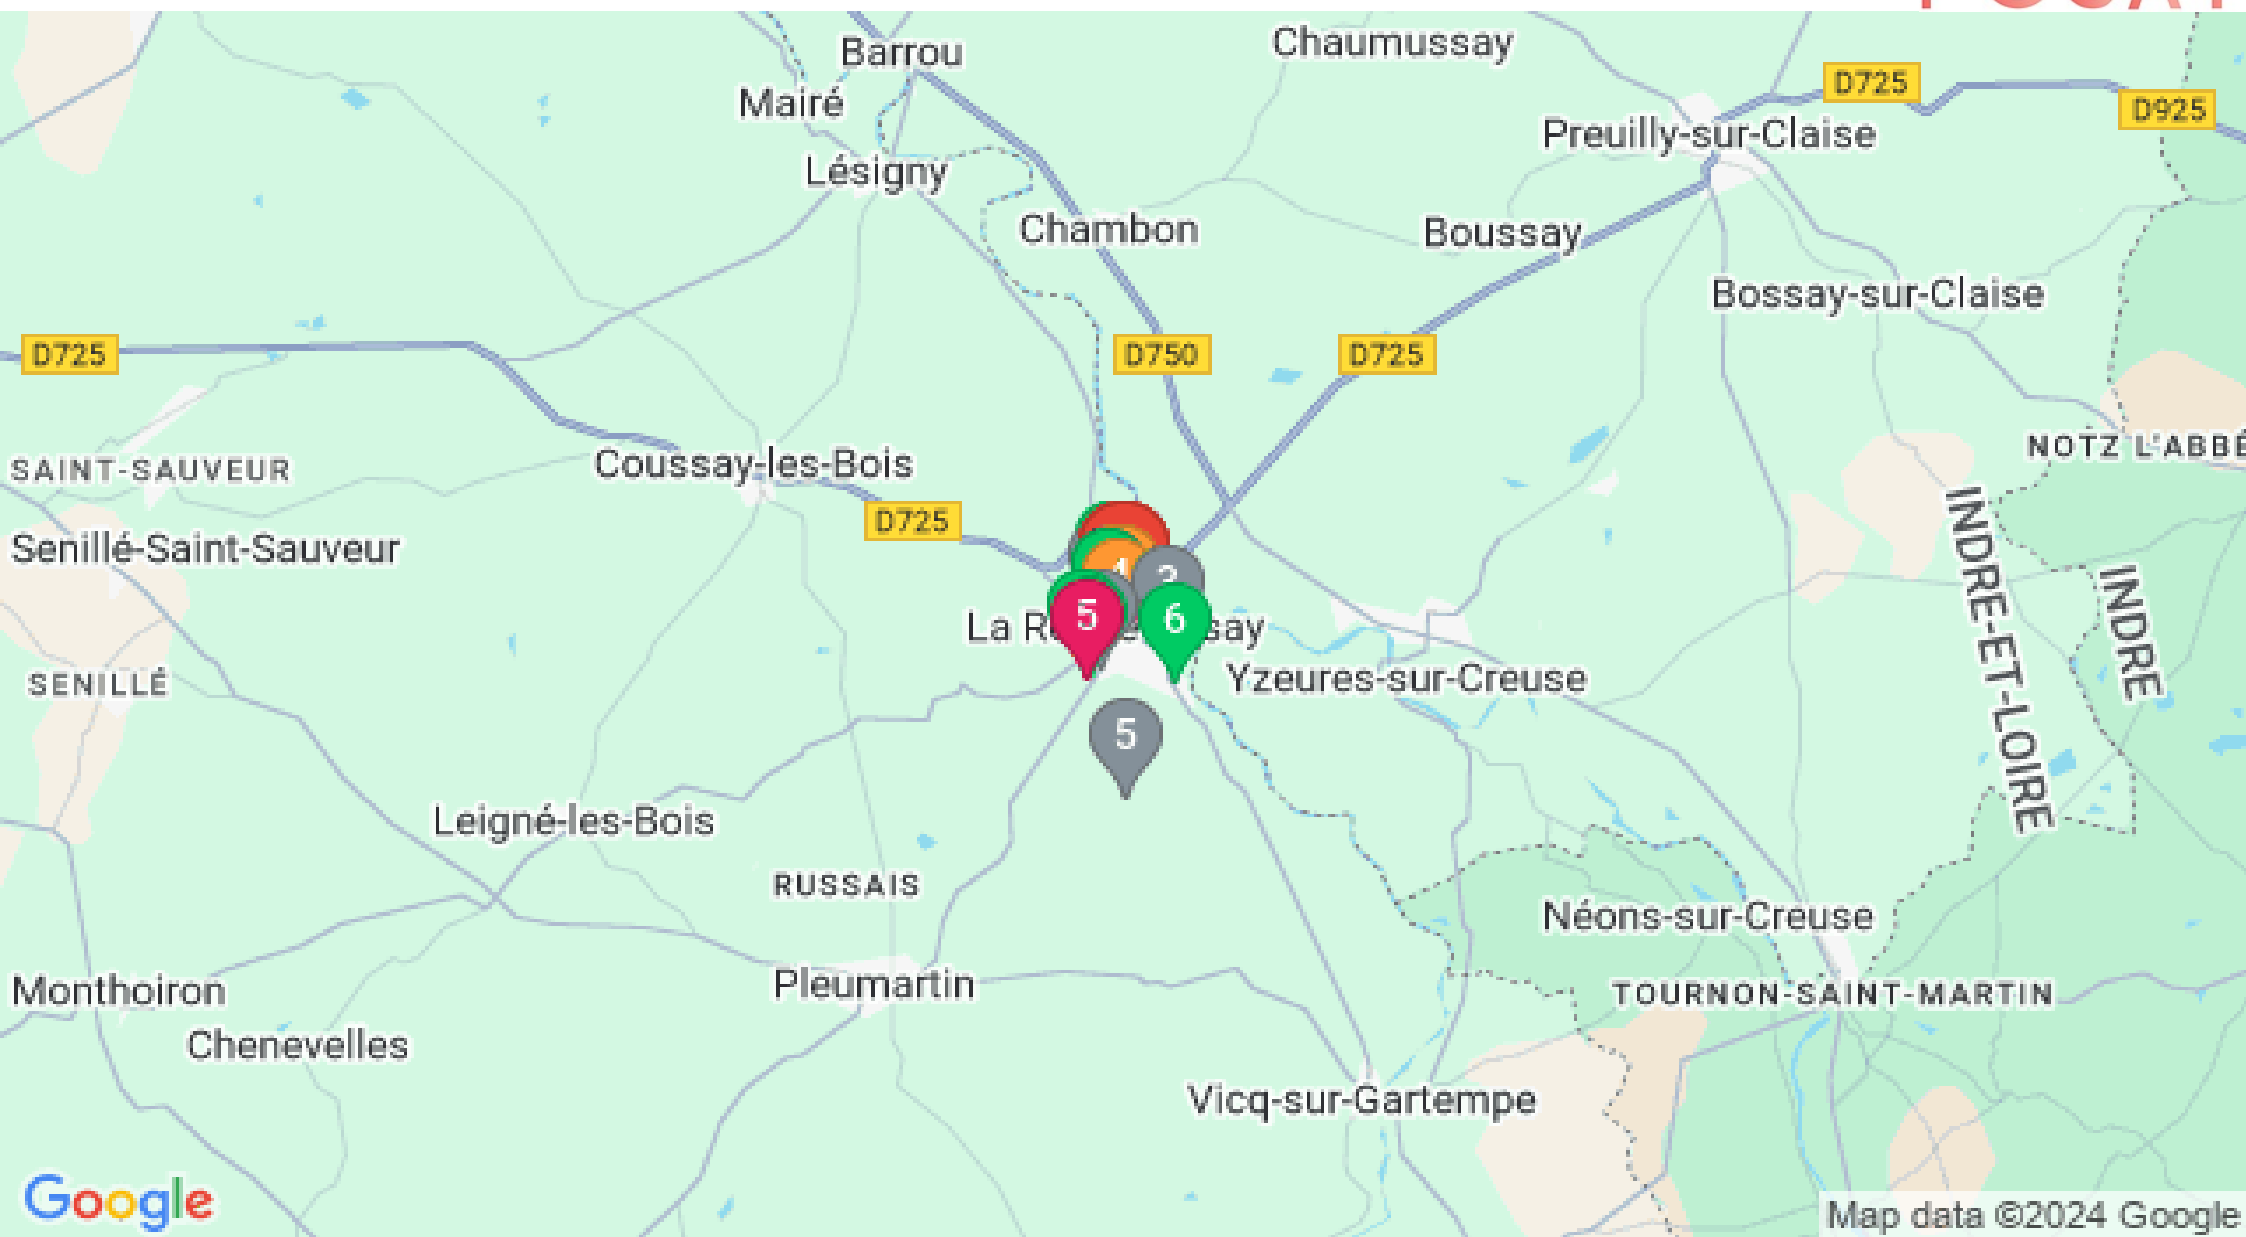 Barrou
Chaumussay
Mairé
D725
D925
Preuilly-sur-Claise
Lésigny
Chambon
Boussay
Bossay-sur-Claise
D725
D750
D725
SAINT-SAUVEUR
Coussay-les-Bois
NOTZ L'ABBÉ
D725
Senillé-Saint-Sauveur
INDRE-ET-LOIRE
INDRE
4
5
6
La
SENILLÉ
Yzeures-sur-Creuse
5
Leigné-les-Bois
RUSSAIS
Néons-sur-Creuse
Monthoiron
Pleumartin
TOURNON-SAINT-MARTIN
Chenevelles
Vicq-sur-Gartempe
Google
Map data ©2024 Google